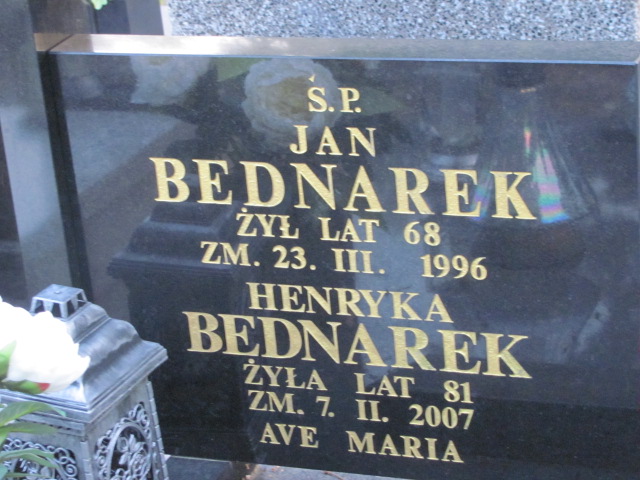 Ś.P.
JAN
BEDNAREK
ŻYŁ LAT 68
ZM. 23. III. 1996
HENRYKA
BEDNAREK
ŻYŁA LAT 81
ZM. 7. II. 2007
AVE MARIA